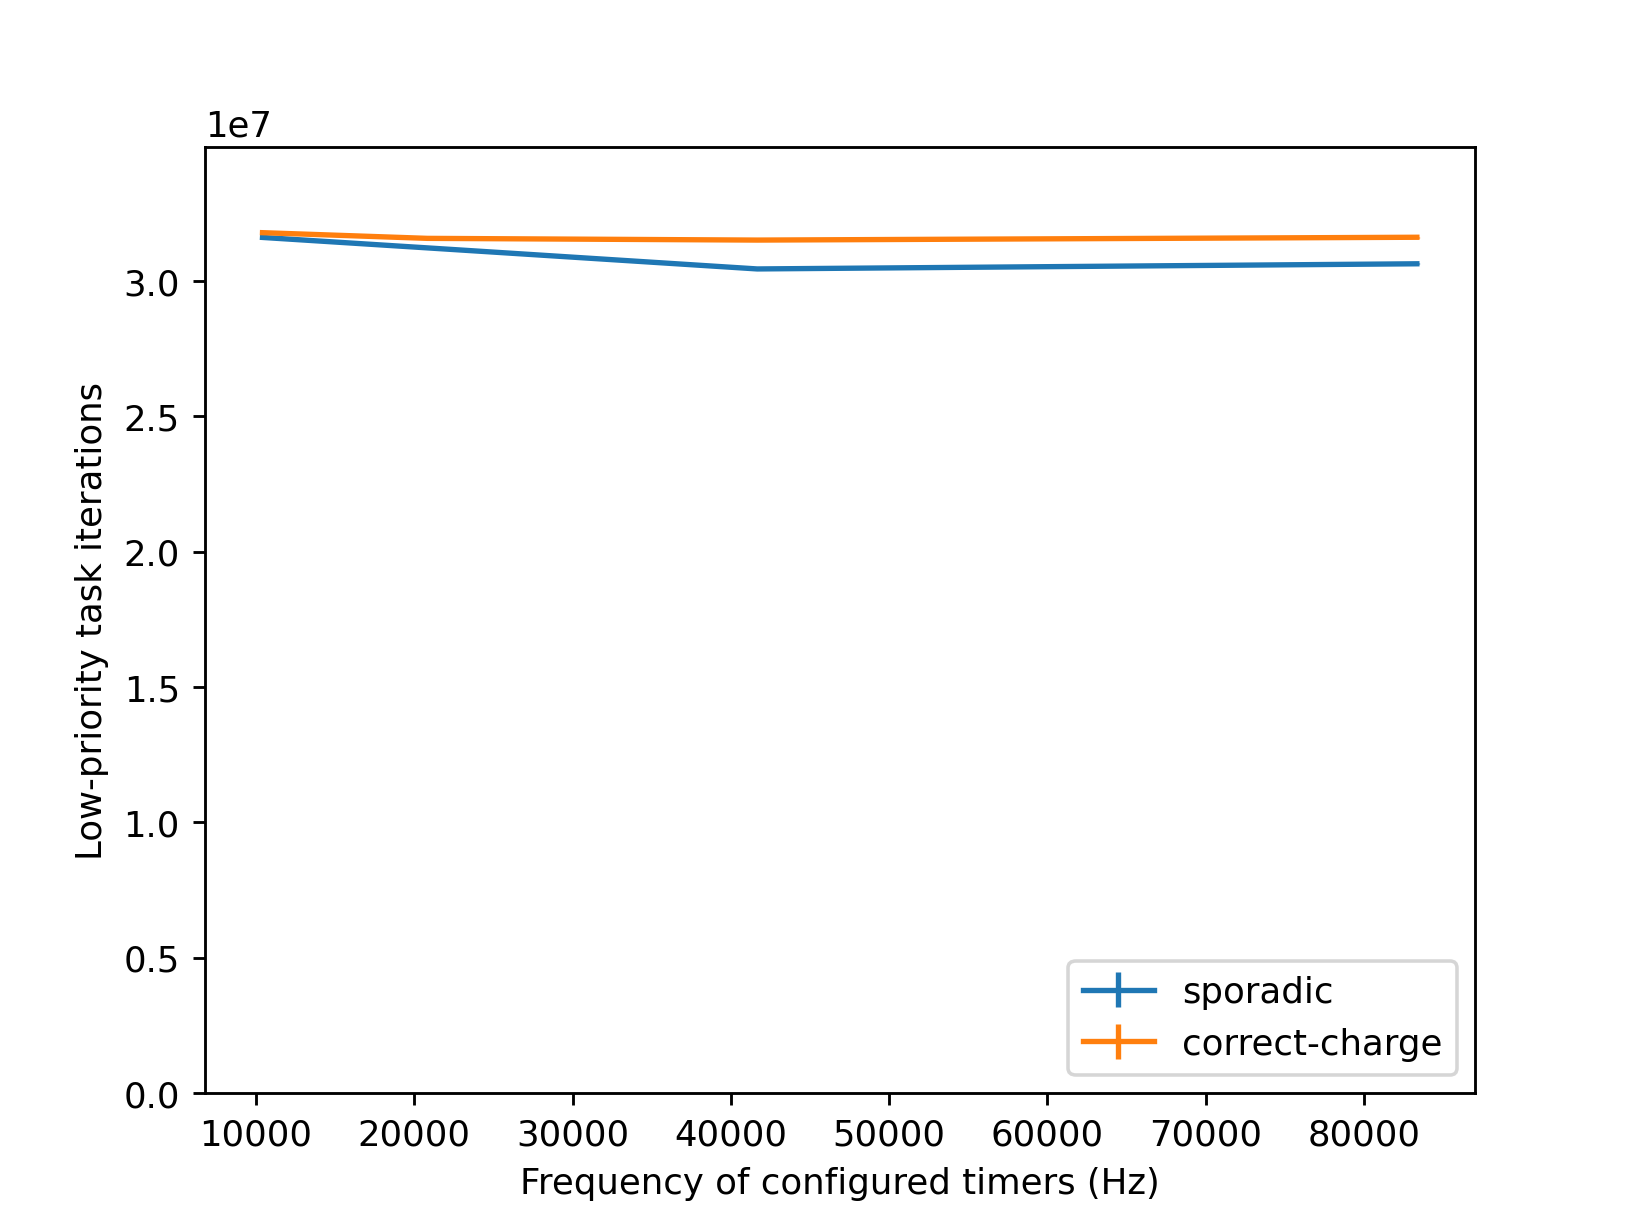 1e7
3.0
2.5
2.0
1.5
1.0
0.5
0.0
Low-priority task iterations
sporadic
correct-charge
10000 20000 30000 40000 50000 60000 70000 80000
Frequency of configured timers (Hz)